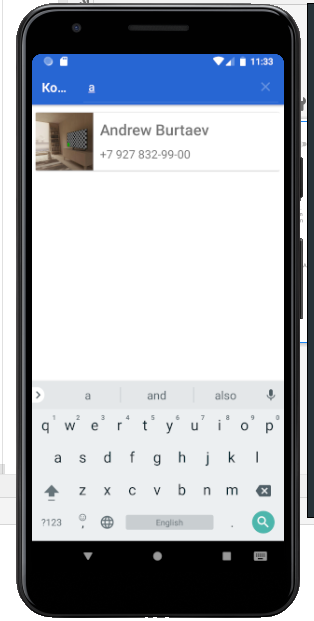 11:33
Ко... a
Andrew Burtaev
+7 927 832-99-00
a and also
q1 w2 e3 r4 t5 y6 u7 i8 o9 p0
a s d f g h j k l
z x c v b n m
?123 , English .